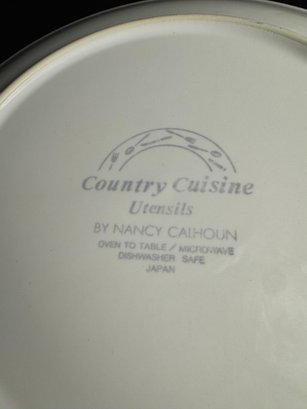 Country Cuisine
Utensils
BY NANCY CALHOUN
OVEN TO TABLE / MICROWAVE
DISHWASHER SAFE
JAPAN